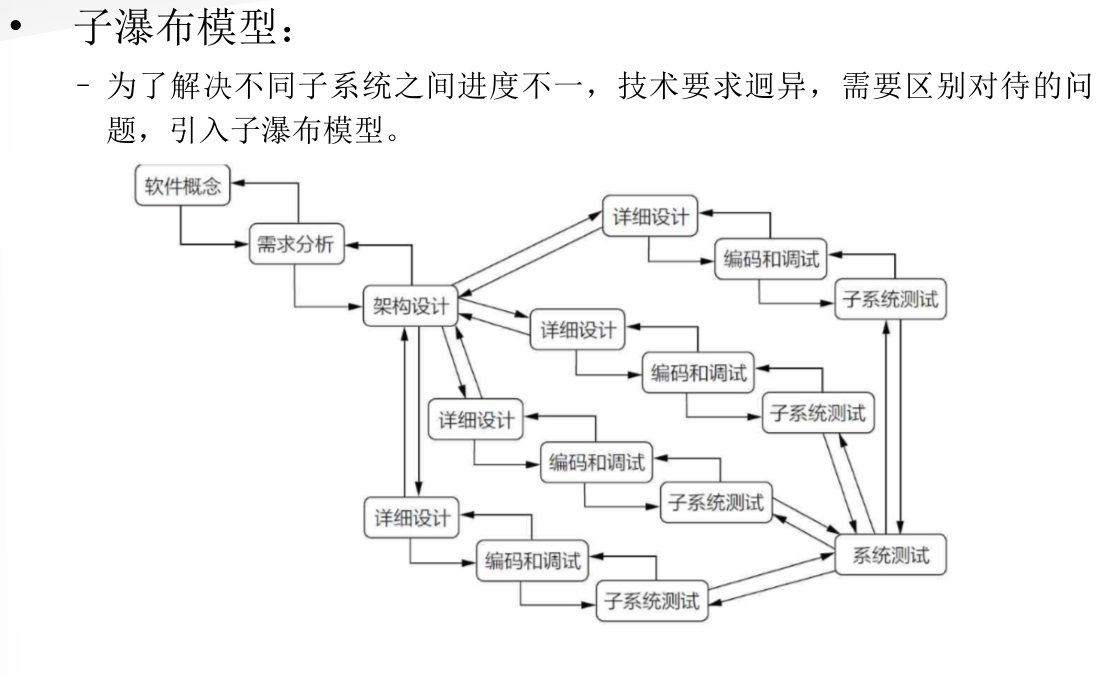 • 子瀑布模型：
– 为了解决不同子系统之间进度不一，技术要求迥异，需要区别对待的问
题，引入子瀑布模型。
软件概念
需求分析
架构设计
详细设计
编码和调试
子系统测试
详细设计
编码和调试
子系统测试
详细设计
编码和调试
子系统测试
详细设计
编码和调试
子系统测试
系统测试